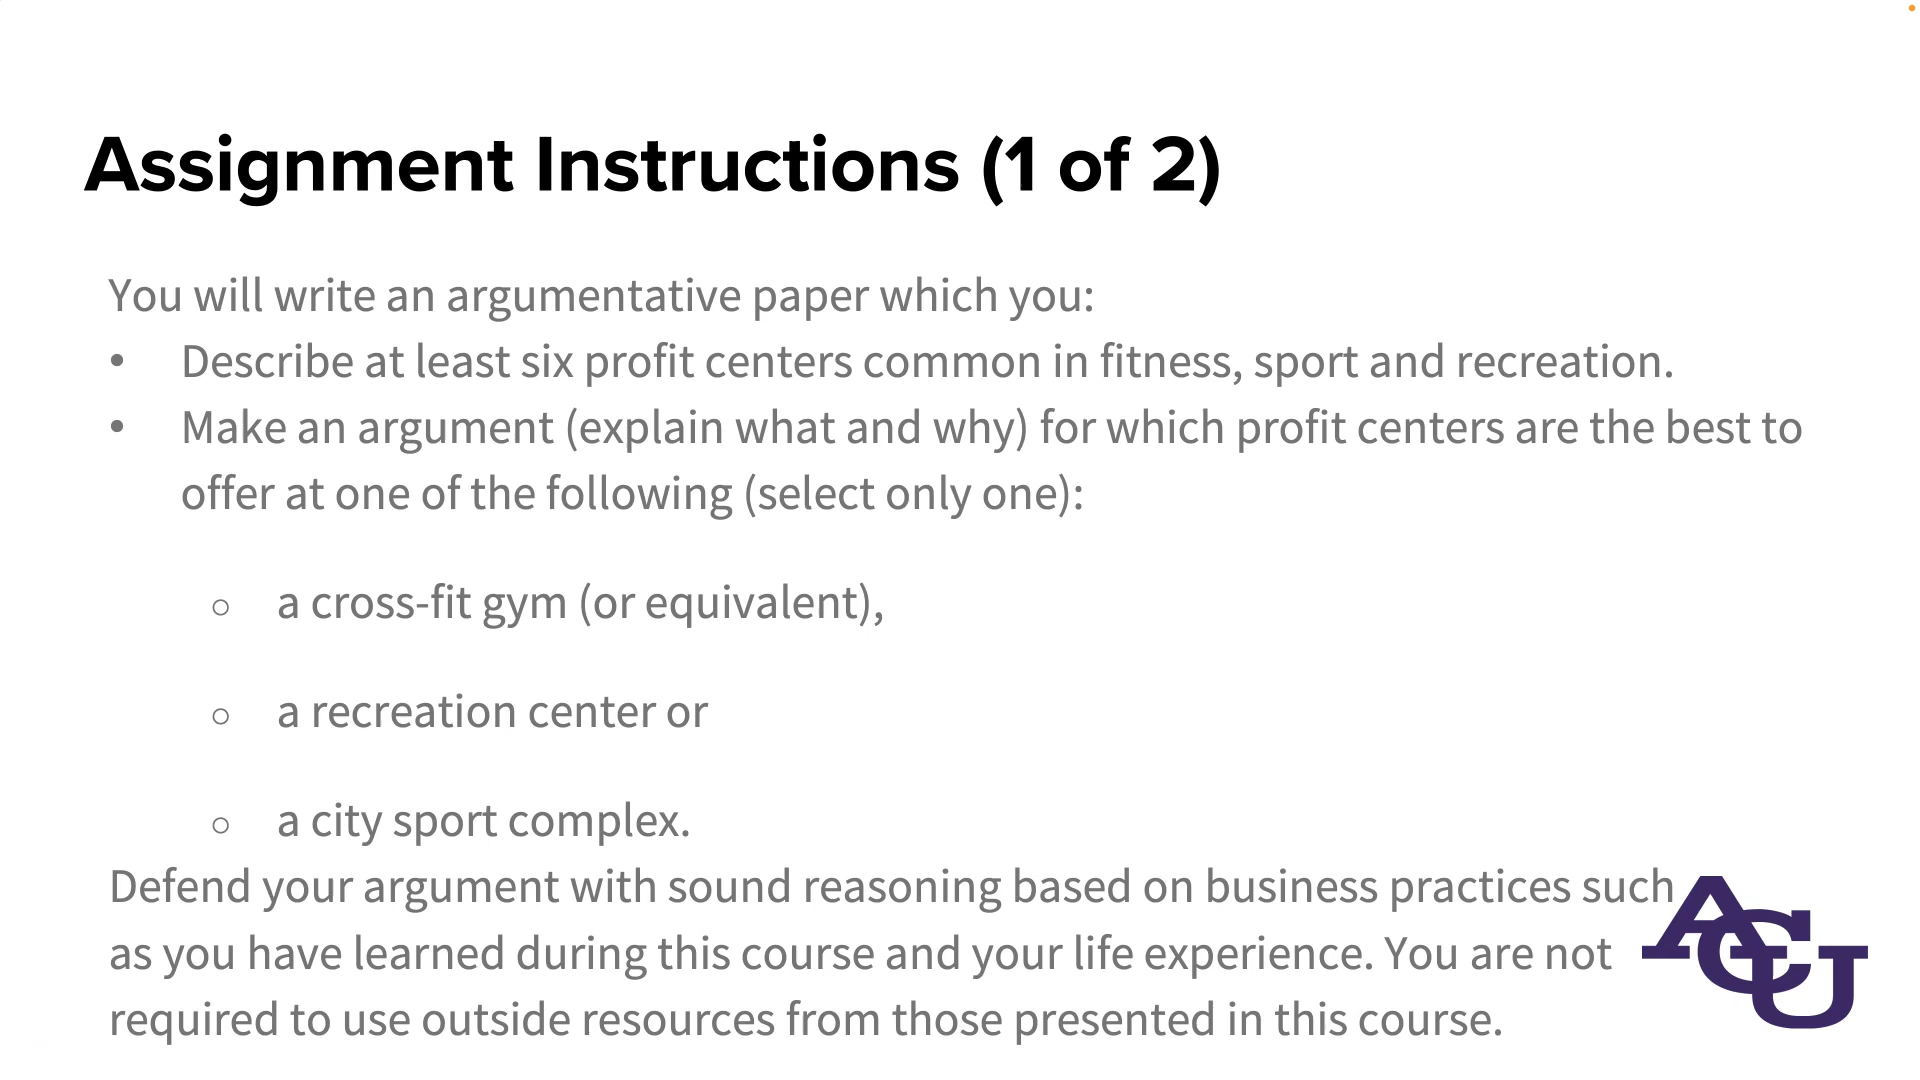 Assignment Instructions (1 of 2)
You will write an argumentative paper which you:
• Describe at least six profit centers common in fitness, sport and recreation.
• Make an argument (explain what and why) for which profit centers are the best to
offer at one of the following (select only one):
○ a cross-fit gym (or equivalent),
○ a recreation center or
○ a city sport complex.
Defend your argument with sound reasoning based on business practices such
as you have learned during this course and your life experience. You are not
required to use outside resources from those presented in this course.
ACU